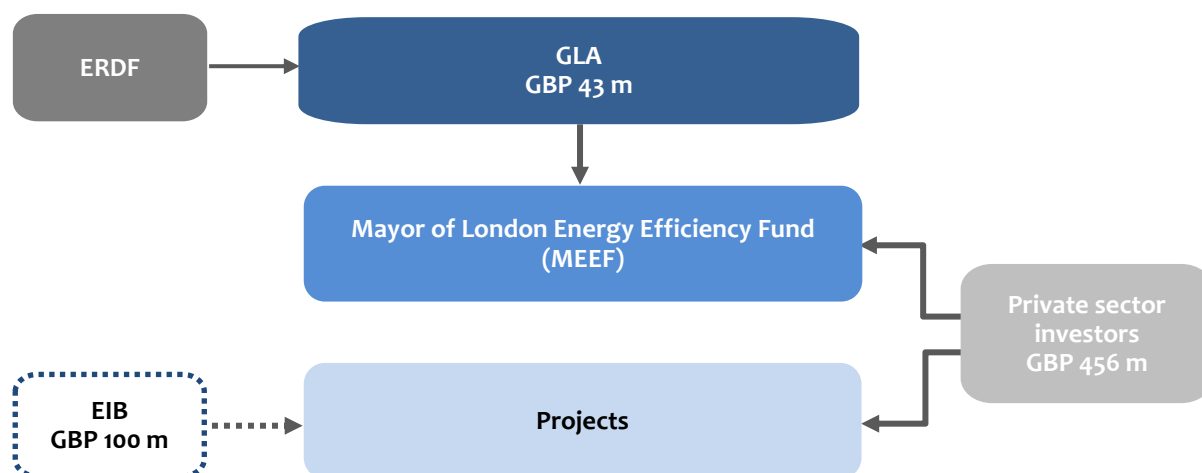 ERDF
GLA
GBP 43 m
Mayor of London Energy Efficiency Fund
(MEEF)
Private sector
investors
GBP 456 m
EIB
GBP 100 m
Projects